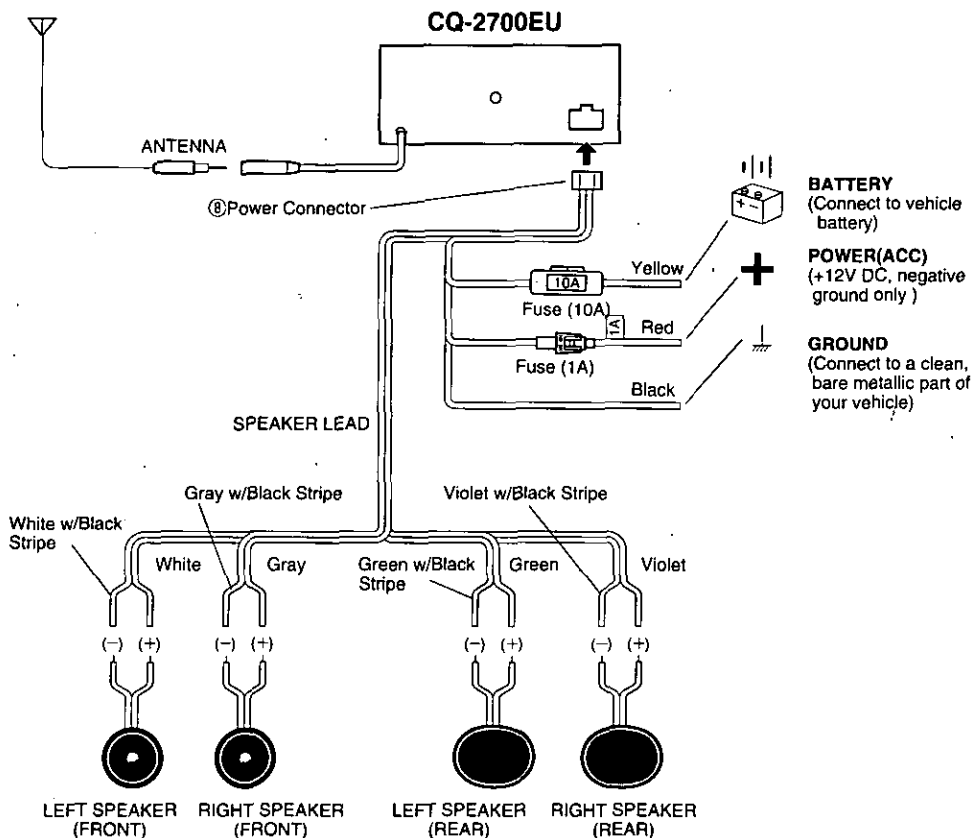 CQ-2700EU
ANTENNA
⑧Power Connector
BATTERY
(Connect to vehicle
battery)
Yellow
10A
Fuse (10A)
POWER(ACC)
(+12V DC, negative
ground only )
1A
Red
Fuse (1A)
GROUND
(Connect to a clean,
bare metallic part of
your vehicle)
Black
SPEAKER LEAD
Gray w/Black Stripe
Violet w/Black Stripe
White w/Black
Stripe
White
Gray
Green w/Black
Stripe
Green
Violet
(−) (+) (−) (+) (−) (+) (−) (+)
LEFT SPEAKER
(FRONT)
RIGHT SPEAKER
(FRONT)
LEFT SPEAKER
(REAR)
RIGHT SPEAKER
(REAR)